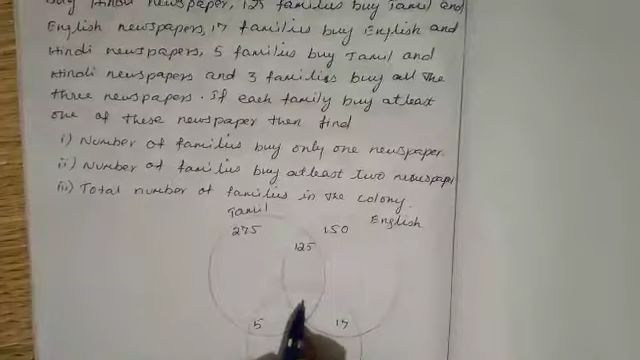 buy Hindi newspaper, 125 families buy Tamil and
English newspapers, 17 families buy English and
Hindi newspapers, 5 families buy Tamil and
Hindi newspapers and 3 families buy all the
three newspapers. If each family buy atleast
one of these newspaper then find
i) Number of families buy only one newspaper.
ii) Number of families buy atleast two newspaper
iii) Total number of families in the colony.
Tamil
English
275 150
125
5 17